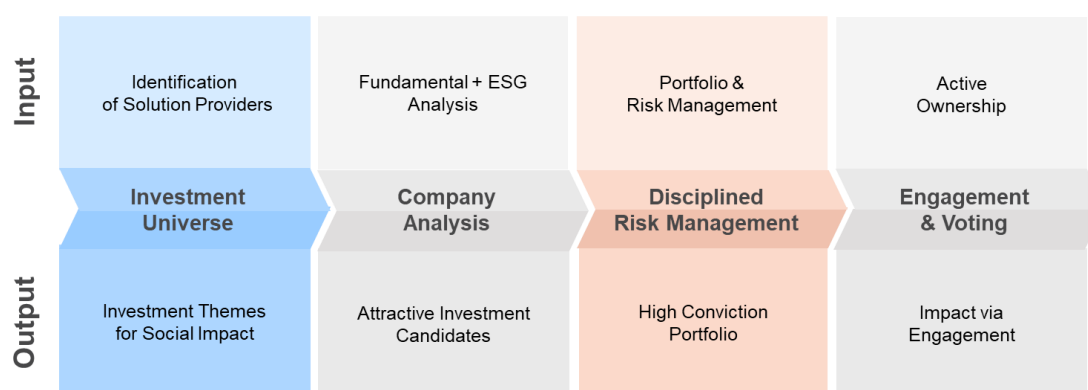 Input
Identification
of Solution Providers
Fundamental + ESG
Analysis
Portfolio &
Risk Management
Active
Ownership
Investment
Universe
Company
Analysis
Disciplined
Risk Management
Engagement
& Voting
Output
Investment Themes
for Social Impact
Attractive Investment
Candidates
High Conviction
Portfolio
Impact via
Engagement